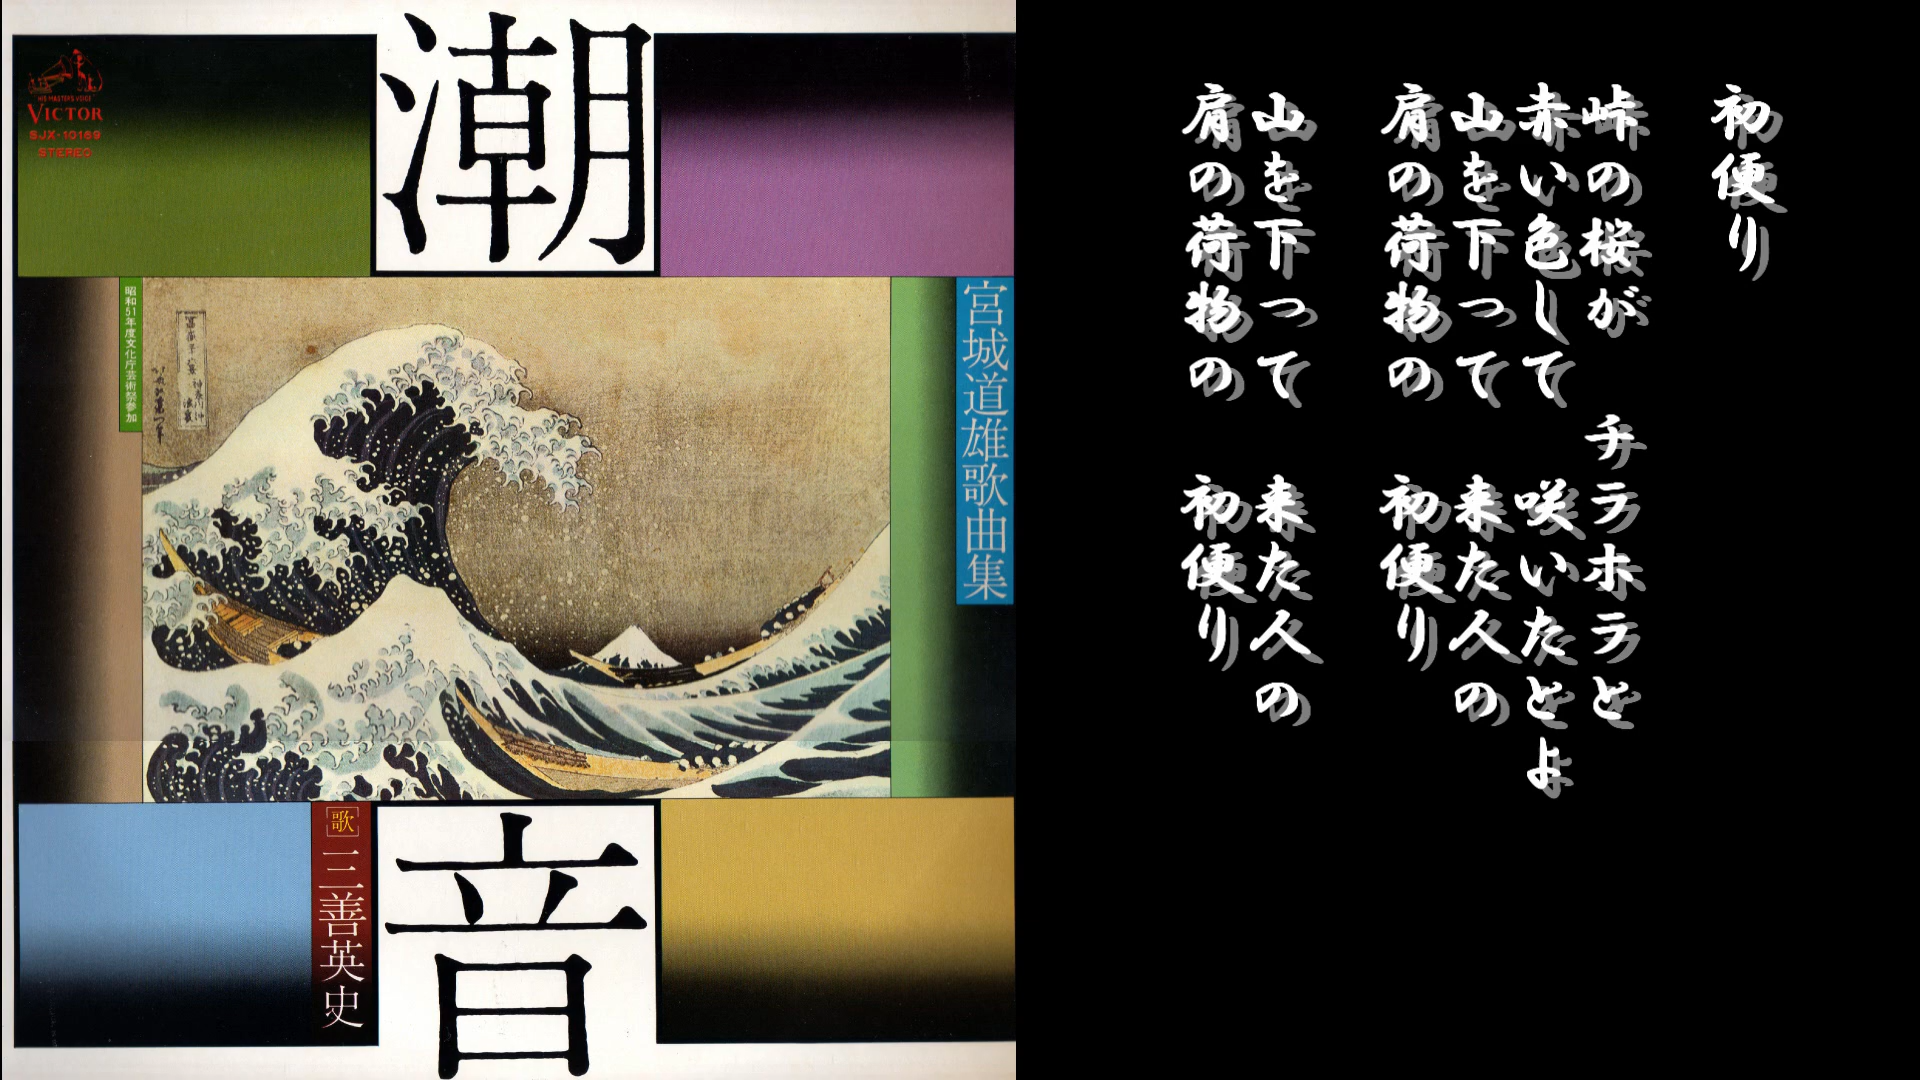 潮音
HIS MASTER'S VOICE
VICTOR
SJX-10169
STEREO
宮城道雄歌曲集
昭和51年度文化庁芸術祭参加
[歌]三善英史
初便り
峠の桜が チラホラと
赤い色して 咲いたとよ
山を下って 来た人の
肩の荷物の 初便り
山を下って 来た人の
肩の荷物の 初便り